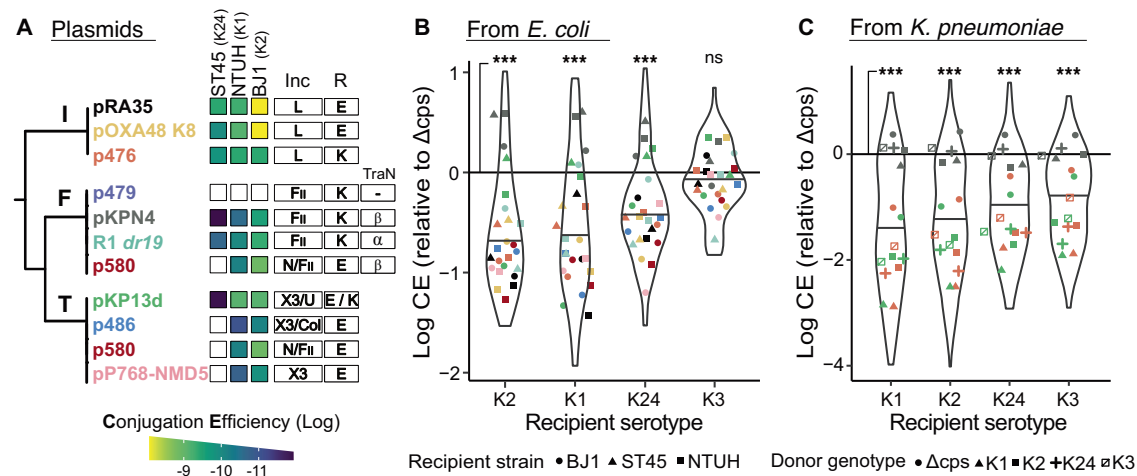 A Plasmids
ST45 (K24)
NTUH (K1)
BJ1 (K2)
Inc R
I
pRA35 L E
pOXA48 K8 L E
p476 L K
TraN
F
p479 FII K -
pKPN4 FII K β
R1 dr19 FII K α
p580 N/FII E β
T
pKP13d X3/U E / K
p486 X3/Col E
p580 N/FII E
pP768-NMD5 X3 E
Conjugation Efficiency (Log)
-9 -10 -11
B From E. coli
*** *** *** ns
Log CE (relative to Δcps)
1
0
-1
-2
K2 K1 K24 K3
Recipient serotype
Recipient strain BJ1 ST45 NTUH
C From K. pneumoniae
*** *** *** ***
Log CE (relative to Δcps)
0
−2
−4
K1 K2 K24 K3
Recipient serotype
Donor genotype Δcps K1 K2 K24 K3